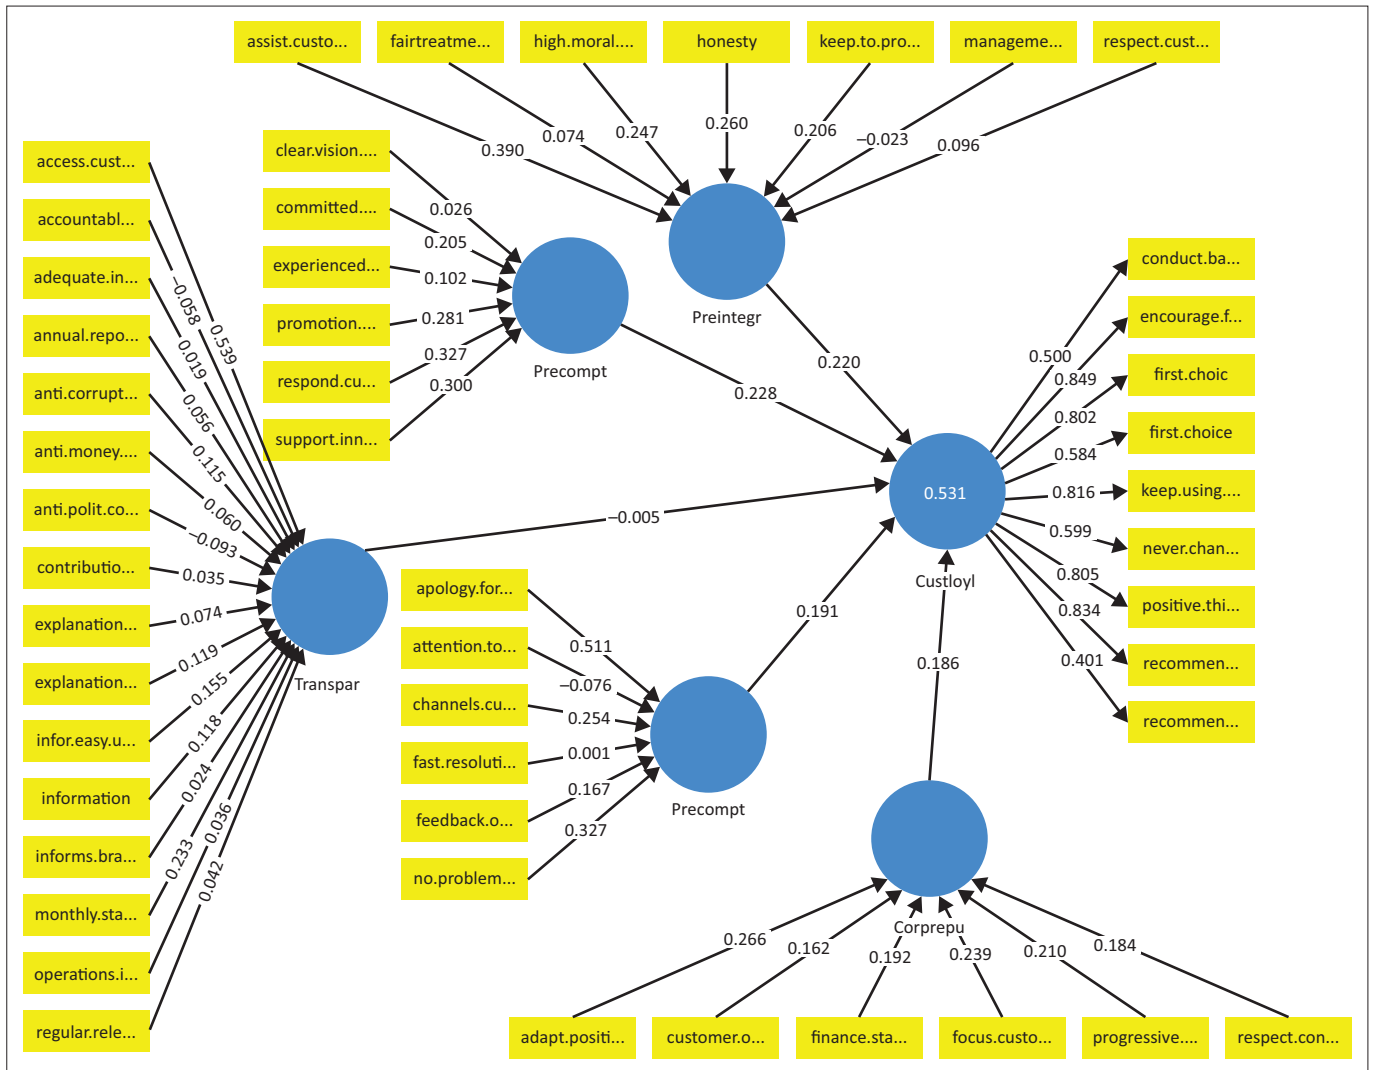 assist.custo...
fairtreatme...
high.moral....
honesty
keep.to.pro...
manageme...
respect.cust...
0.390
0.074
0.247
0.260
0.206
–0.023
0.096
Preintegr
clear.vision....
committed....
experienced...
promotion....
respond.cu...
support.inn...
0.026
0.205
0.102
0.281
0.327
0.300
Precompt
access.cust...
accountabl...
adequate.in...
annual.repo...
anti.corrupt...
anti.money....
anti.polit.co...
contributio...
explanation...
explanation...
infor.easy.u...
information
informs.bra...
monthly.sta...
operations.i...
regular.rele...
0.539
–0.058
0.019
0.056
0.115
0.060
–0.093
0.035
0.074
0.119
0.155
0.118
0.024
0.233
0.036
0.042
Transpar
apology.for...
attention.to...
channels.cu...
fast.resoluti...
feedback.o...
no.problem...
0.511
–0.076
0.254
0.001
0.167
0.327
Precompt
0.220
0.228
–0.005
0.191
0.186
0.531
Custloyl
0.500
0.849
0.802
0.584
0.816
0.599
0.805
0.834
0.401
conduct.ba...
encourage.f...
first.choic
first.choice
keep.using....
never.chan...
positive.thi...
recommen...
recommen...
Corprepu
0.266
0.162
0.192
0.239
0.210
0.184
adapt.positi...
customer.o...
finance.sta...
focus.custo...
progressive....
respect.con...